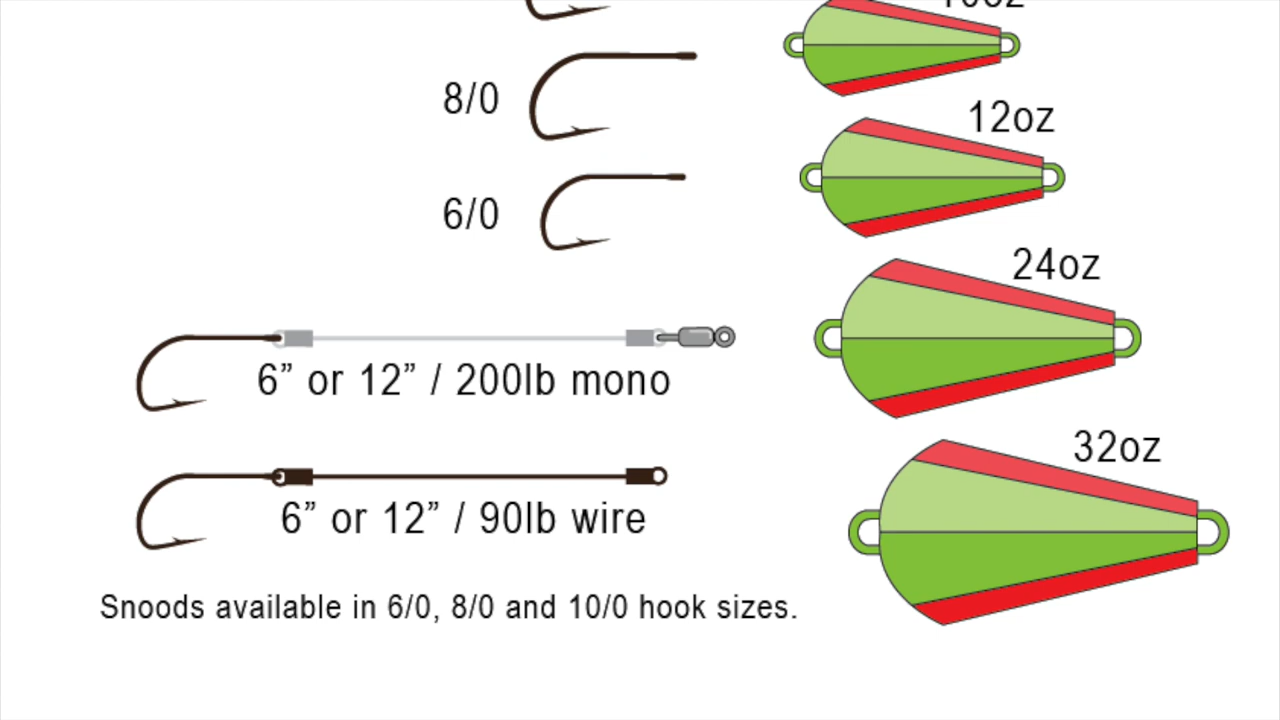 8/0
12oz
6/0
24oz
6” or 12” / 200lb mono
32oz
6” or 12” / 90lb wire
Snoods available in 6/0, 8/0 and 10/0 hook sizes.